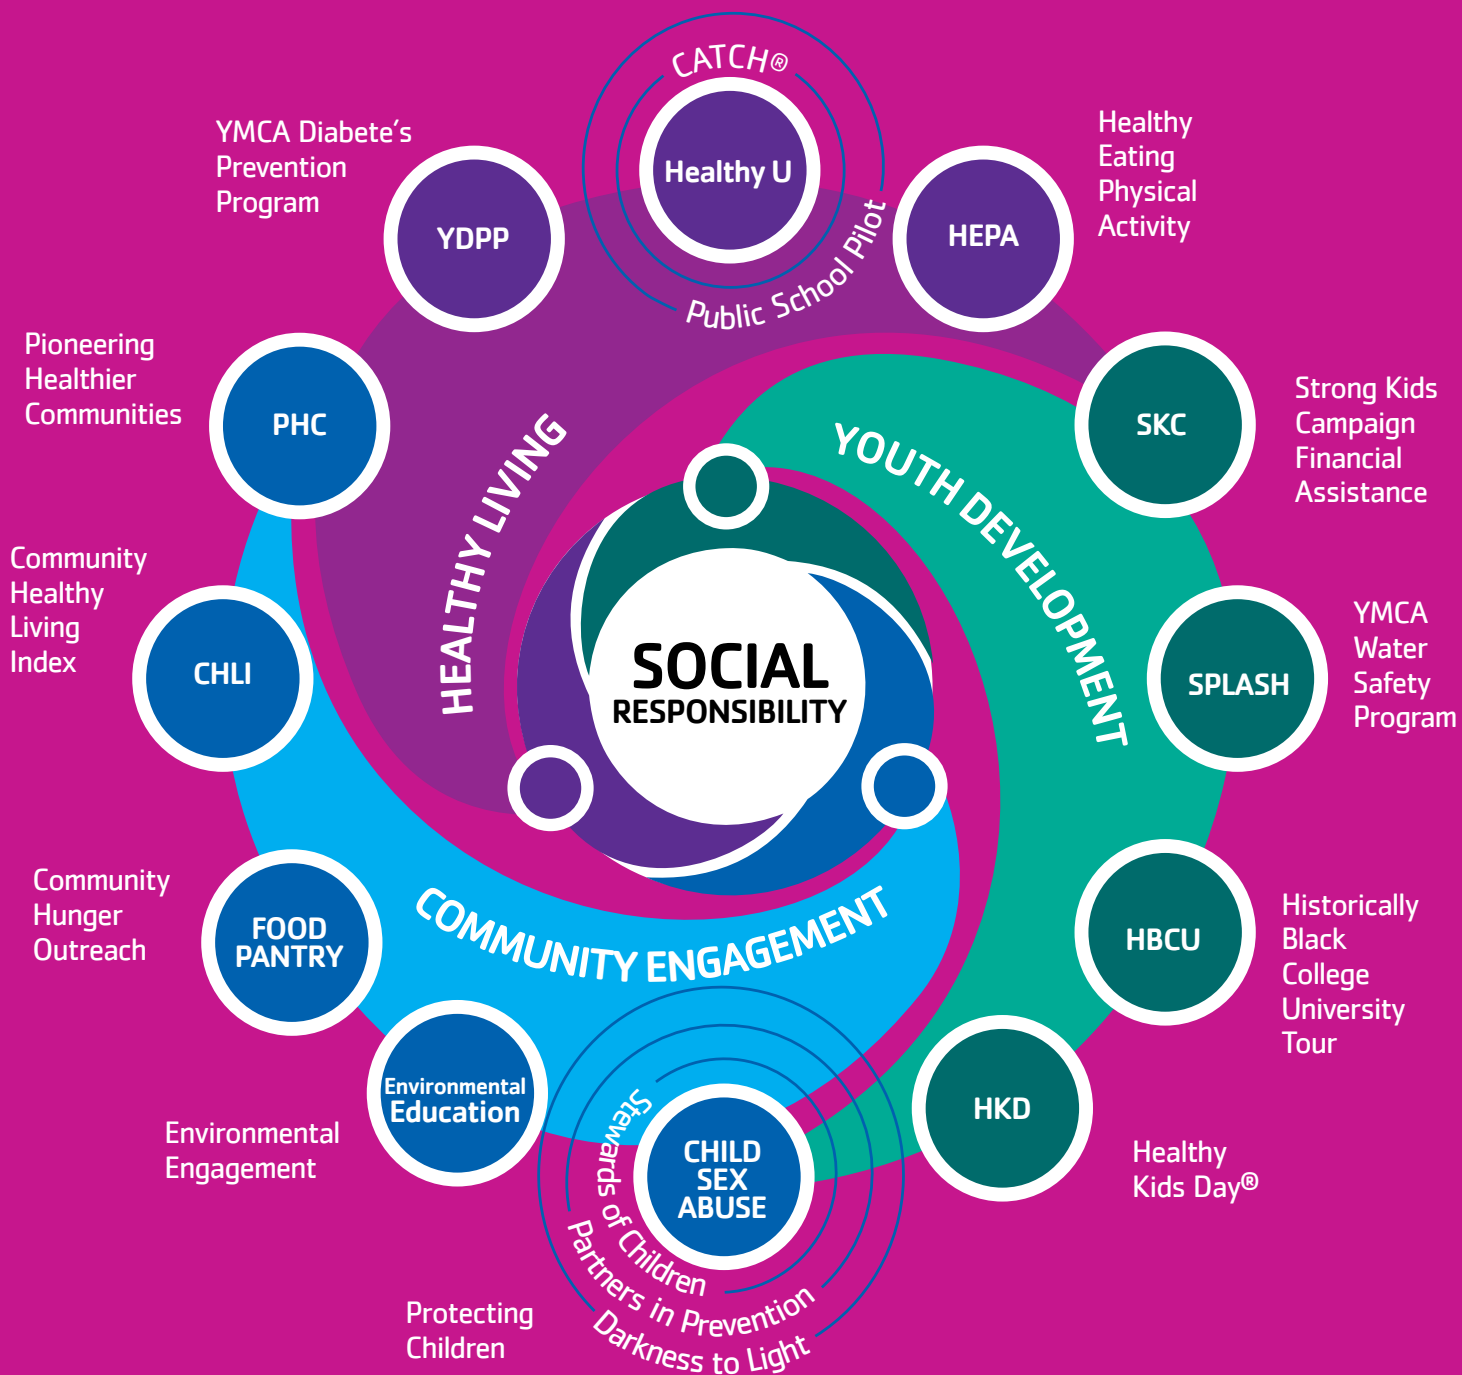 CATCH®
Healthy U
Public School Pilot
YMCA Diabete's
Prevention
Program
YDPP
Healthy
Eating
Physical
Activity
HEPA
Pioneering
Healthier
Communities
PHC
Strong Kids
Campaign
Financial
Assistance
SKC
HEALTHY LIVING
YOUTH DEVELOPMENT
Community
Healthy
Living
Index
CHLI
SOCIAL
RESPONSIBILITY
SPLASH
YMCA
Water
Safety
Program
Community
Hunger
Outreach
FOOD
PANTRY
COMMUNITY ENGAGEMENT
HBCU
Historically
Black
College
University
Tour
Environmental
Education
Environmental
Engagement
HKD
Healthy
Kids Day®
CHILD
SEX
ABUSE
Stewards of Children
Partners in Prevention
Darkness to Light
Protecting
Children